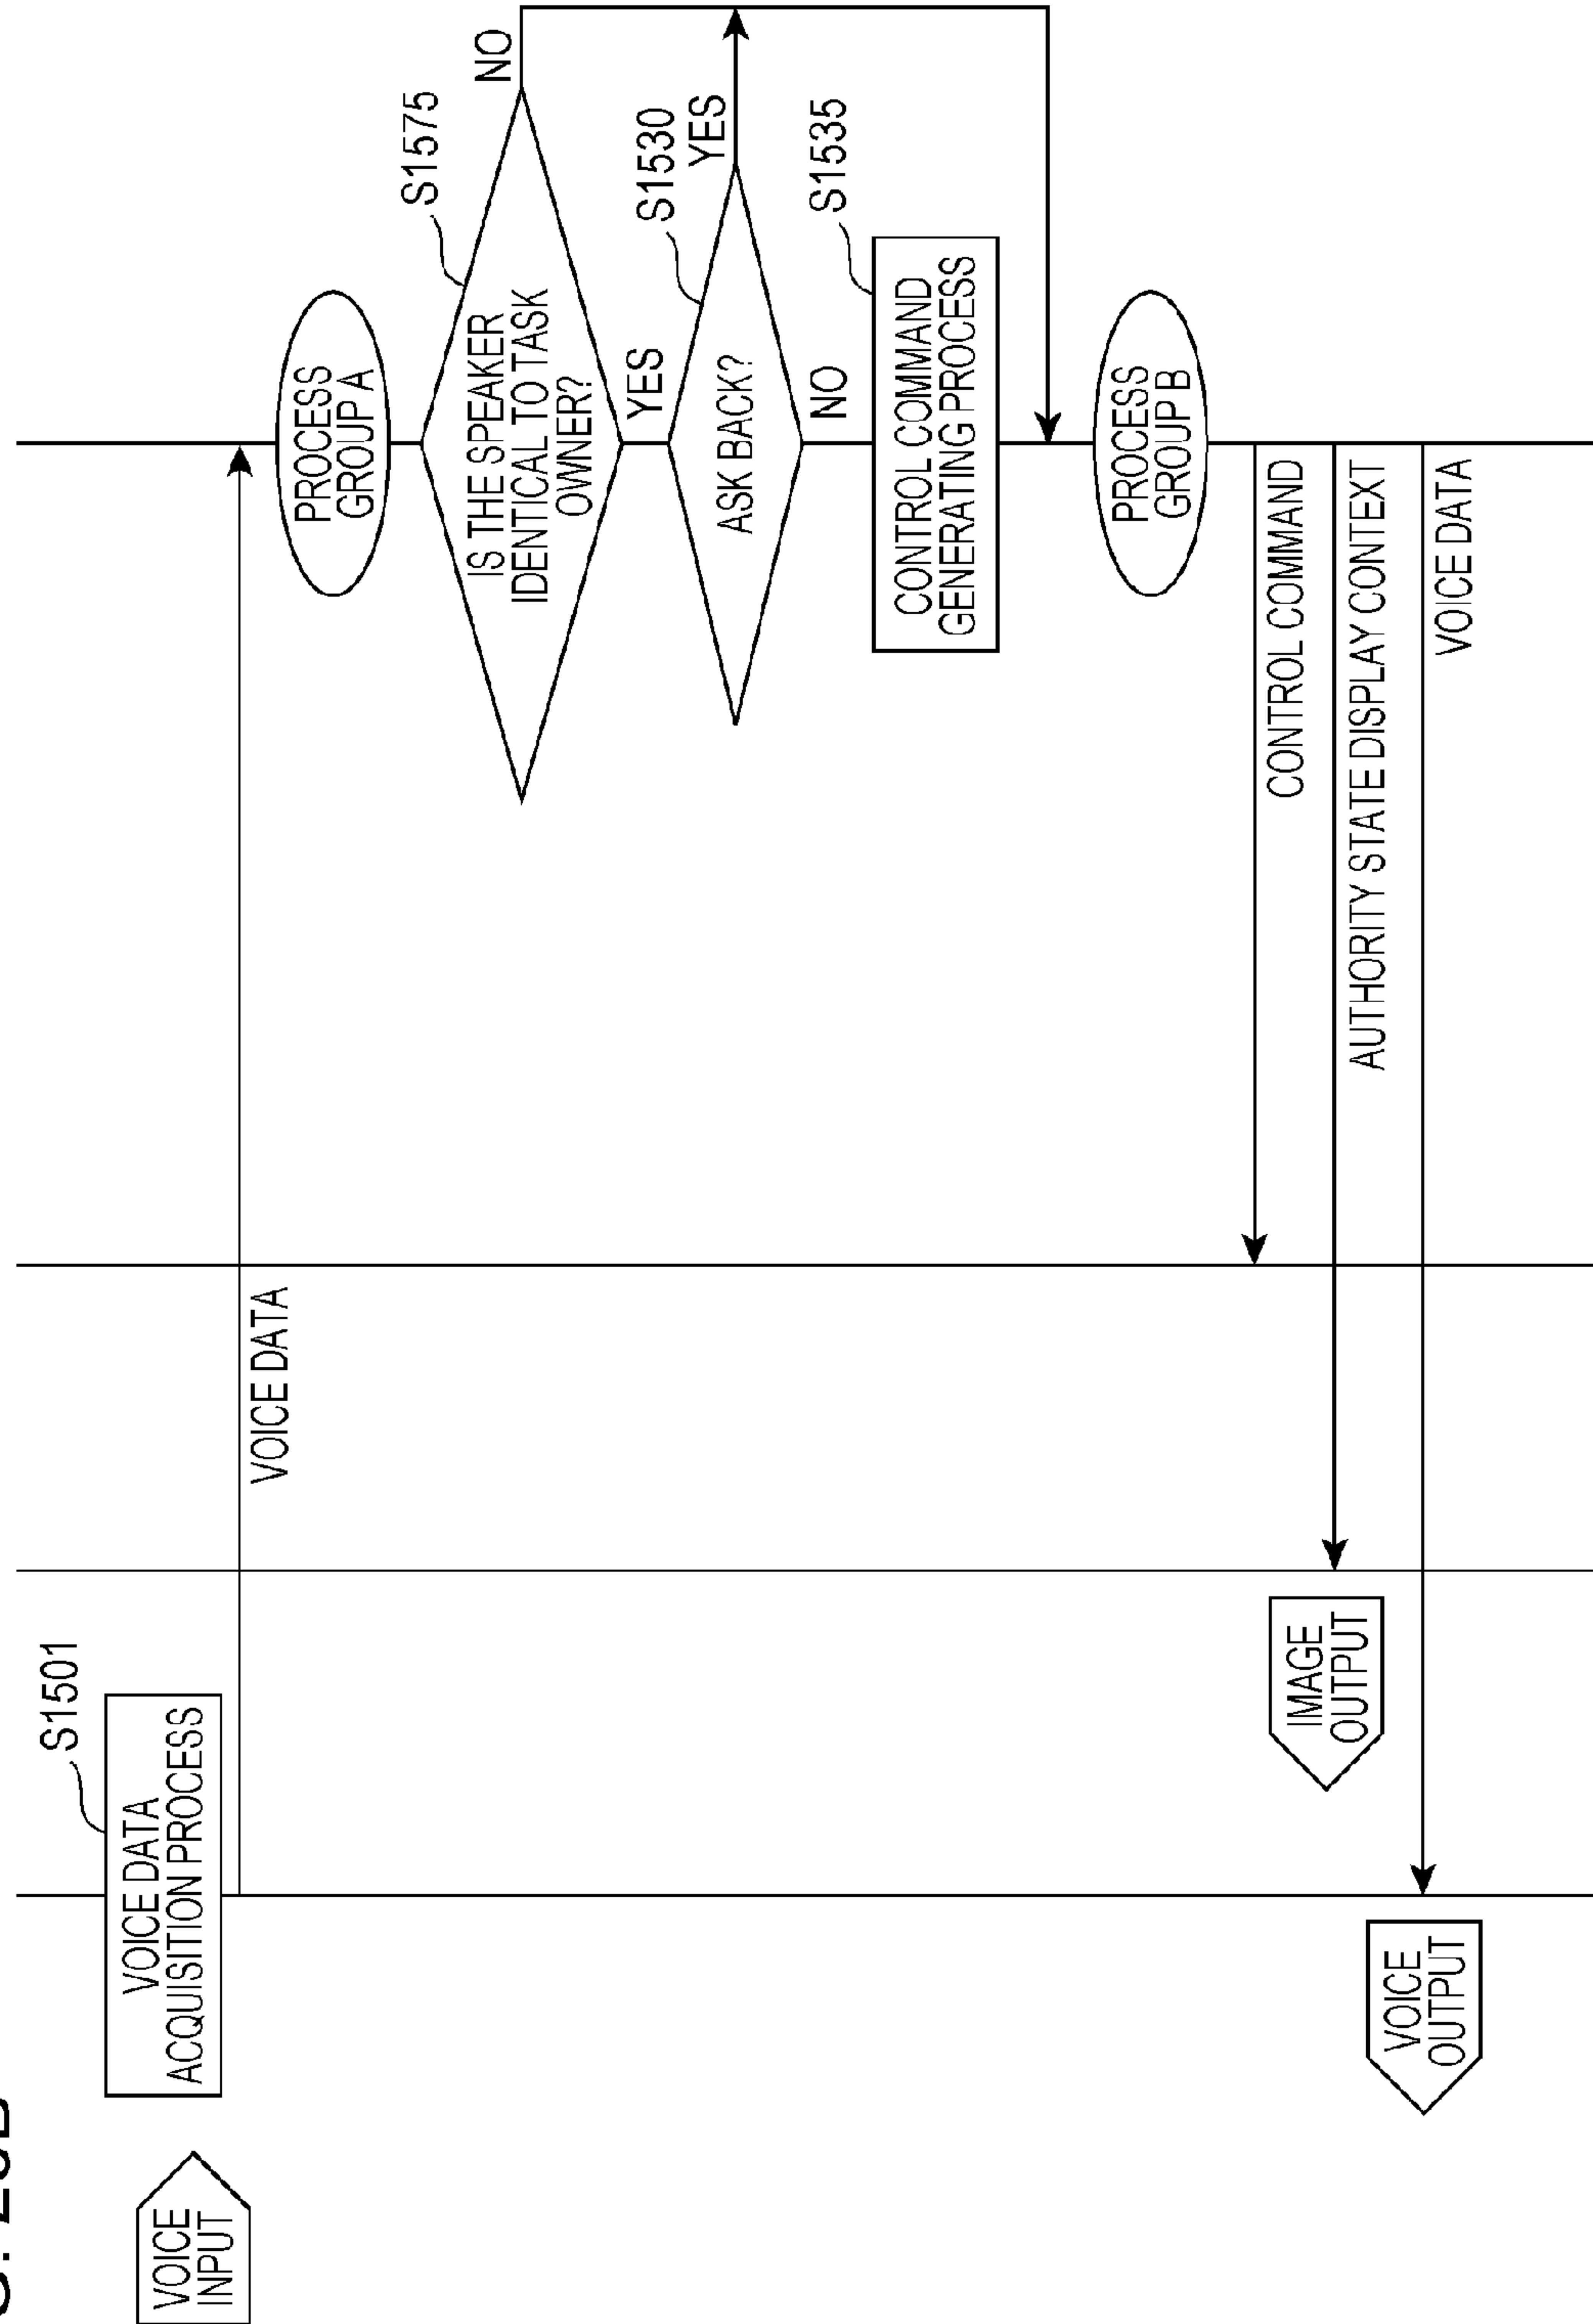 VOICE
INPUT
VOICE DATA
ACQUISITION PROCESS
S1501
VOICE DATA
PROCESS
GROUP A
S1575
IS THE SPEAKER
IDENTICAL TO TASK
OWNER?
NO
YES
S1530
ASK BACK?
YES
NO
S1535
CONTROL COMMAND
GENERATING PROCESS
PROCESS
GROUP B
CONTROL COMMAND
AUTHORITY STATE DISPLAY CONTEXT
IMAGE
OUTPUT
VOICE DATA
VOICE
OUTPUT